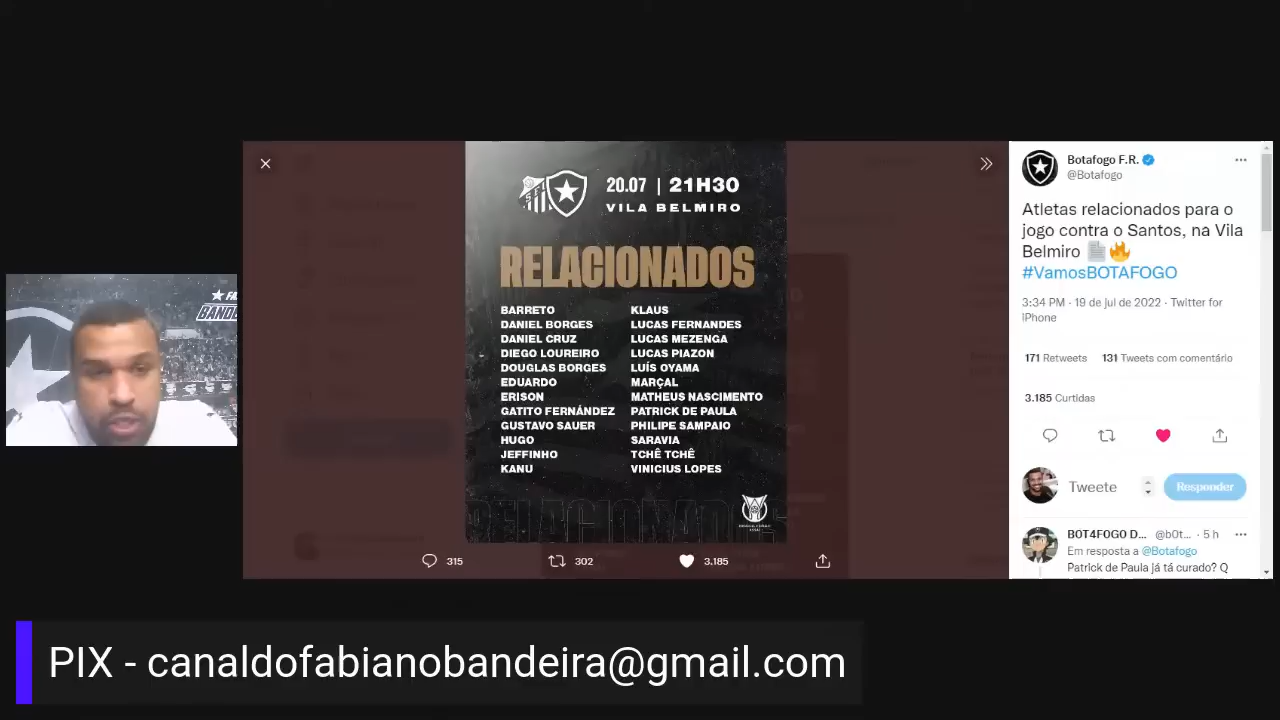 ★ FA
BANDE
20.07 | 21H30
VILA BELMIRO
RELACIONADOS
BARRETO
DANIEL BORGES
DANIEL CRUZ
DIEGO LOUREIRO
DOUGLAS BORGES
EDUARDO
ERISON
GATITO FERNÁNDEZ
GUSTAVO SAUER
HUGO
JEFFINHO
KANU
KLAUS
LUCAS FERNANDES
LUCAS MEZENGA
LUCAS PIAZON
LUÍS OYAMA
MARÇAL
MATHEUS NASCIMENTO
PATRICK DE PAULA
PHILIPE SAMPAIO
SARAVIA
TCHÊ TCHÊ
VINICIUS LOPES
RELACIONADOS
315
302
3.185
Botafogo F.R.
@Botafogo
Atletas relacionados para o
jogo contra o Santos, na Vila
Belmiro 📄🔥
#VamosBOTAFOGO
3:34 PM · 19 de jul de 2022 · Twitter for
iPhone
171 Retweets 131 Tweets com comentário
3.185 Curtidas
Tweete
Responder
BOT4FOGO D... @b0t... · 5 h
Em resposta a @Botafogo
Patrick de Paula já tá curado? Q
PIX - canaldofabianobandeira@gmail.com